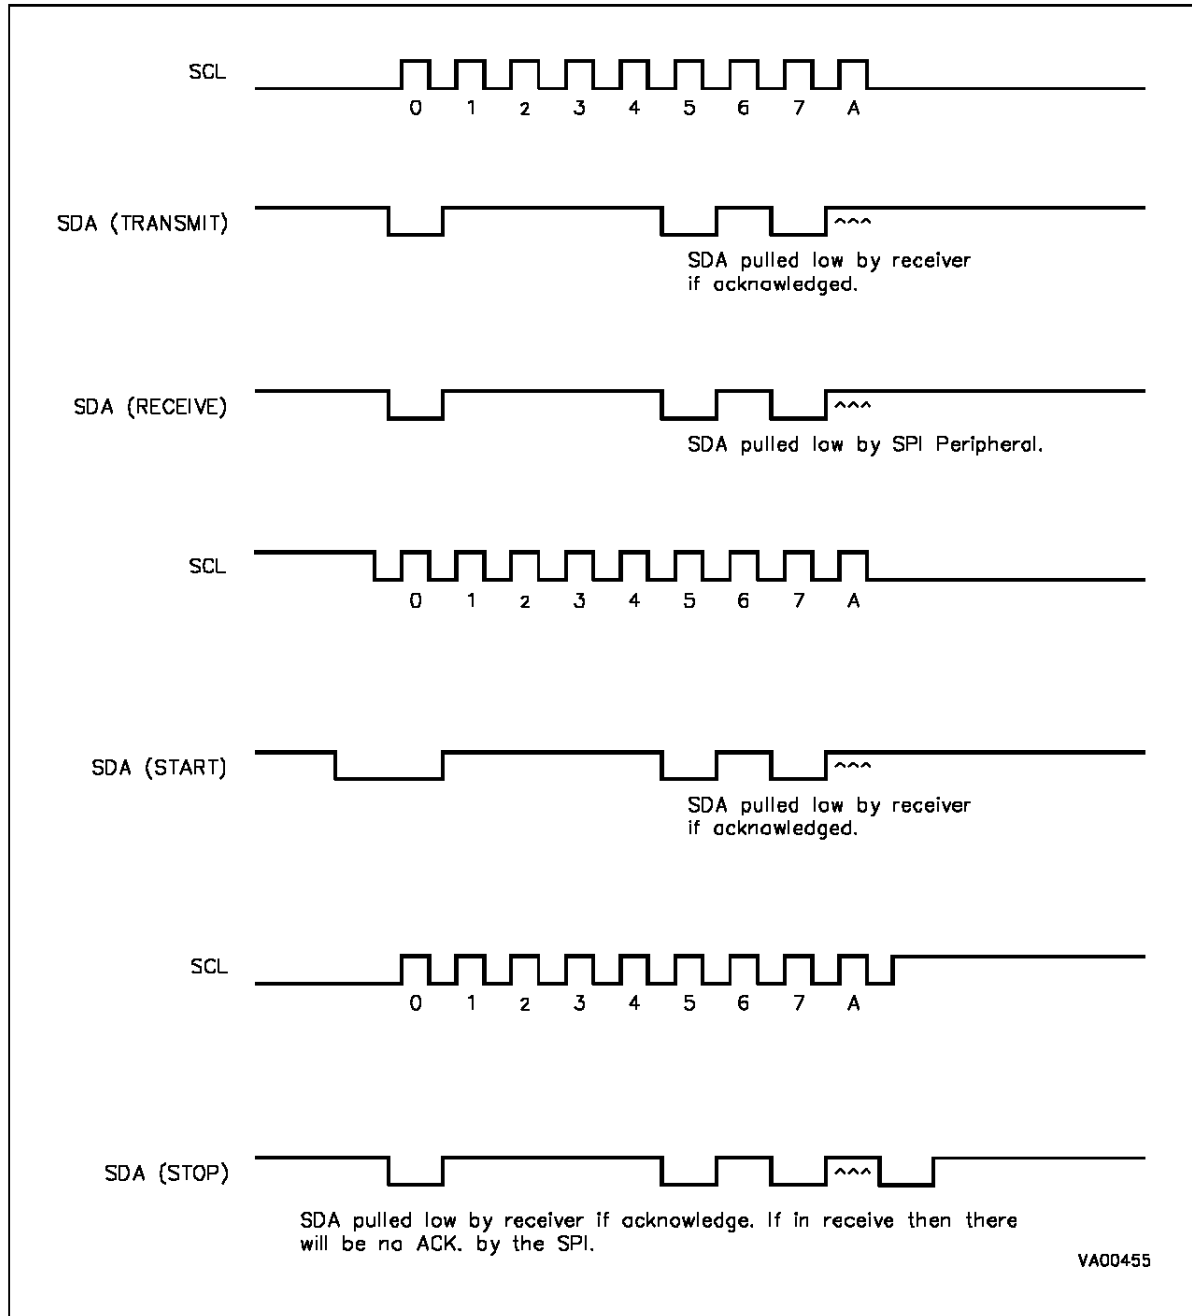 SCL
0 1 2 3 4 5 6 7 A
SDA (TRANSMIT)
^^^
SDA pulled low by receiver
if acknowledged.
SDA (RECEIVE)
^^^
SDA pulled low by SPI Peripheral.
SCL
0 1 2 3 4 5 6 7 A
SDA (START)
^^^
SDA pulled low by receiver
if acknowledged.
SCL
0 1 2 3 4 5 6 7 A
SDA (STOP)
^^^
SDA pulled low by receiver if acknowledge. If in receive then there
will be no ACK. by the SPI.
VA00455